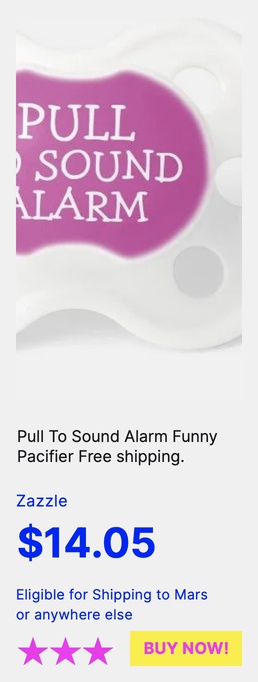 PULL
O SOUND
ALARM
Pull To Sound Alarm Funny
Pacifier Free shipping.
Zazzle
$14.05
Eligible for Shipping to Mars
or anywhere else
BUY NOW!